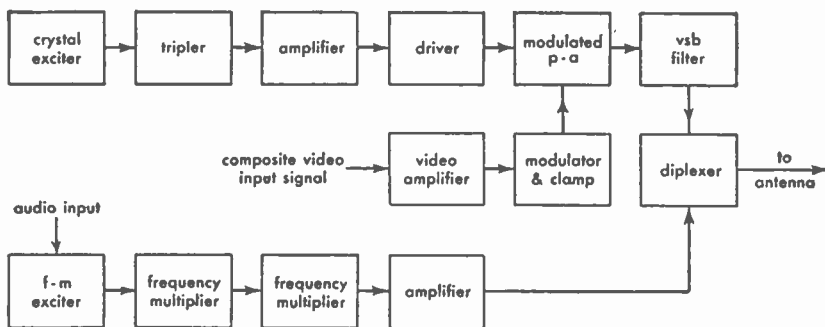 crystal
exciter
tripler
amplifier
driver
modulated
p-a
vsb
filter
composite video
input signal
video
amplifier
modulator
& clamp
diplexer
to
antenna
audio input
f-m
exciter
frequency
multiplier
frequency
multiplier
amplifier